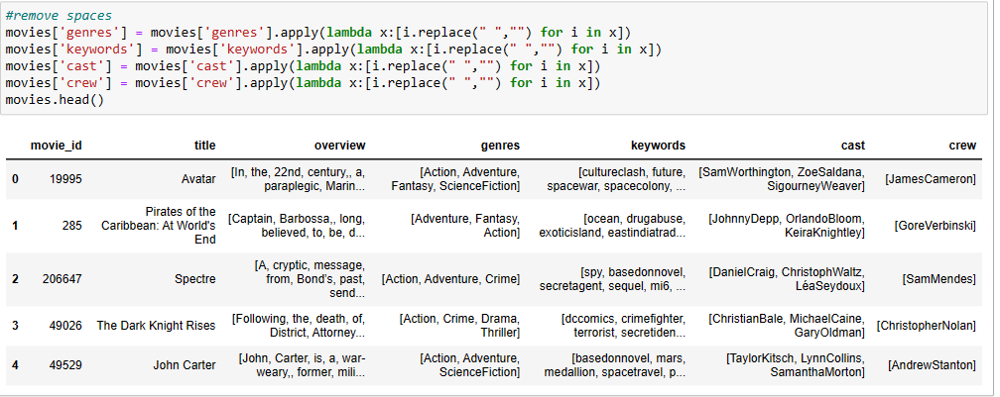 #remove spaces
movies['genres'] = movies['genres'].apply(lambda x:[i.replace(" ","") for i in x])
movies['keywords'] = movies['keywords'].apply(lambda x:[i.replace(" ","") for i in x])
movies['cast'] = movies['cast'].apply(lambda x:[i.replace(" ","") for i in x])
movies['crew'] = movies['crew'].apply(lambda x:[i.replace(" ","") for i in x])
movies.head()
movie_id title overview genres keywords cast crew
0 19995 Avatar [In, the, 22nd, century,, a, paraplegic, Marin... [Action, Adventure, Fantasy, ScienceFiction] [cultureclash, future, spacewar, spacecolony, ... [SamWorthington, ZoeSaldana, SigourneyWeaver] [JamesCameron]
1 285 Pirates of the Caribbean: At World's End [Captain, Barbossa,, long, believed, to, be, d... [Adventure, Fantasy, Action] [ocean, drugabuse, exoticisland, eastindiatrad... [JohnnyDepp, OrlandoBloom, KeiraKnightley] [GoreVerbinski]
2 206647 Spectre [A, cryptic, message, from, Bond's, past, send... [Action, Adventure, Crime] [spy, basedonnovel, secretagent, sequel, mi6, ... [DanielCraig, ChristophWaltz, LéaSeydoux] [SamMendes]
3 49026 The Dark Knight Rises [Following, the, death, of, District, Attorney... [Action, Crime, Drama, Thriller] [dccomics, crimefighter, terrorist, secretiden... [ChristianBale, MichaelCaine, GaryOldman] [ChristopherNolan]
4 49529 John Carter [John, Carter, is, a, war-weary,, former, mili... [Action, Adventure, ScienceFiction] [basedonnovel, mars, medallion, spacetravel, p... [TaylorKitsch, LynnCollins, SamanthaMorton] [AndrewStanton]